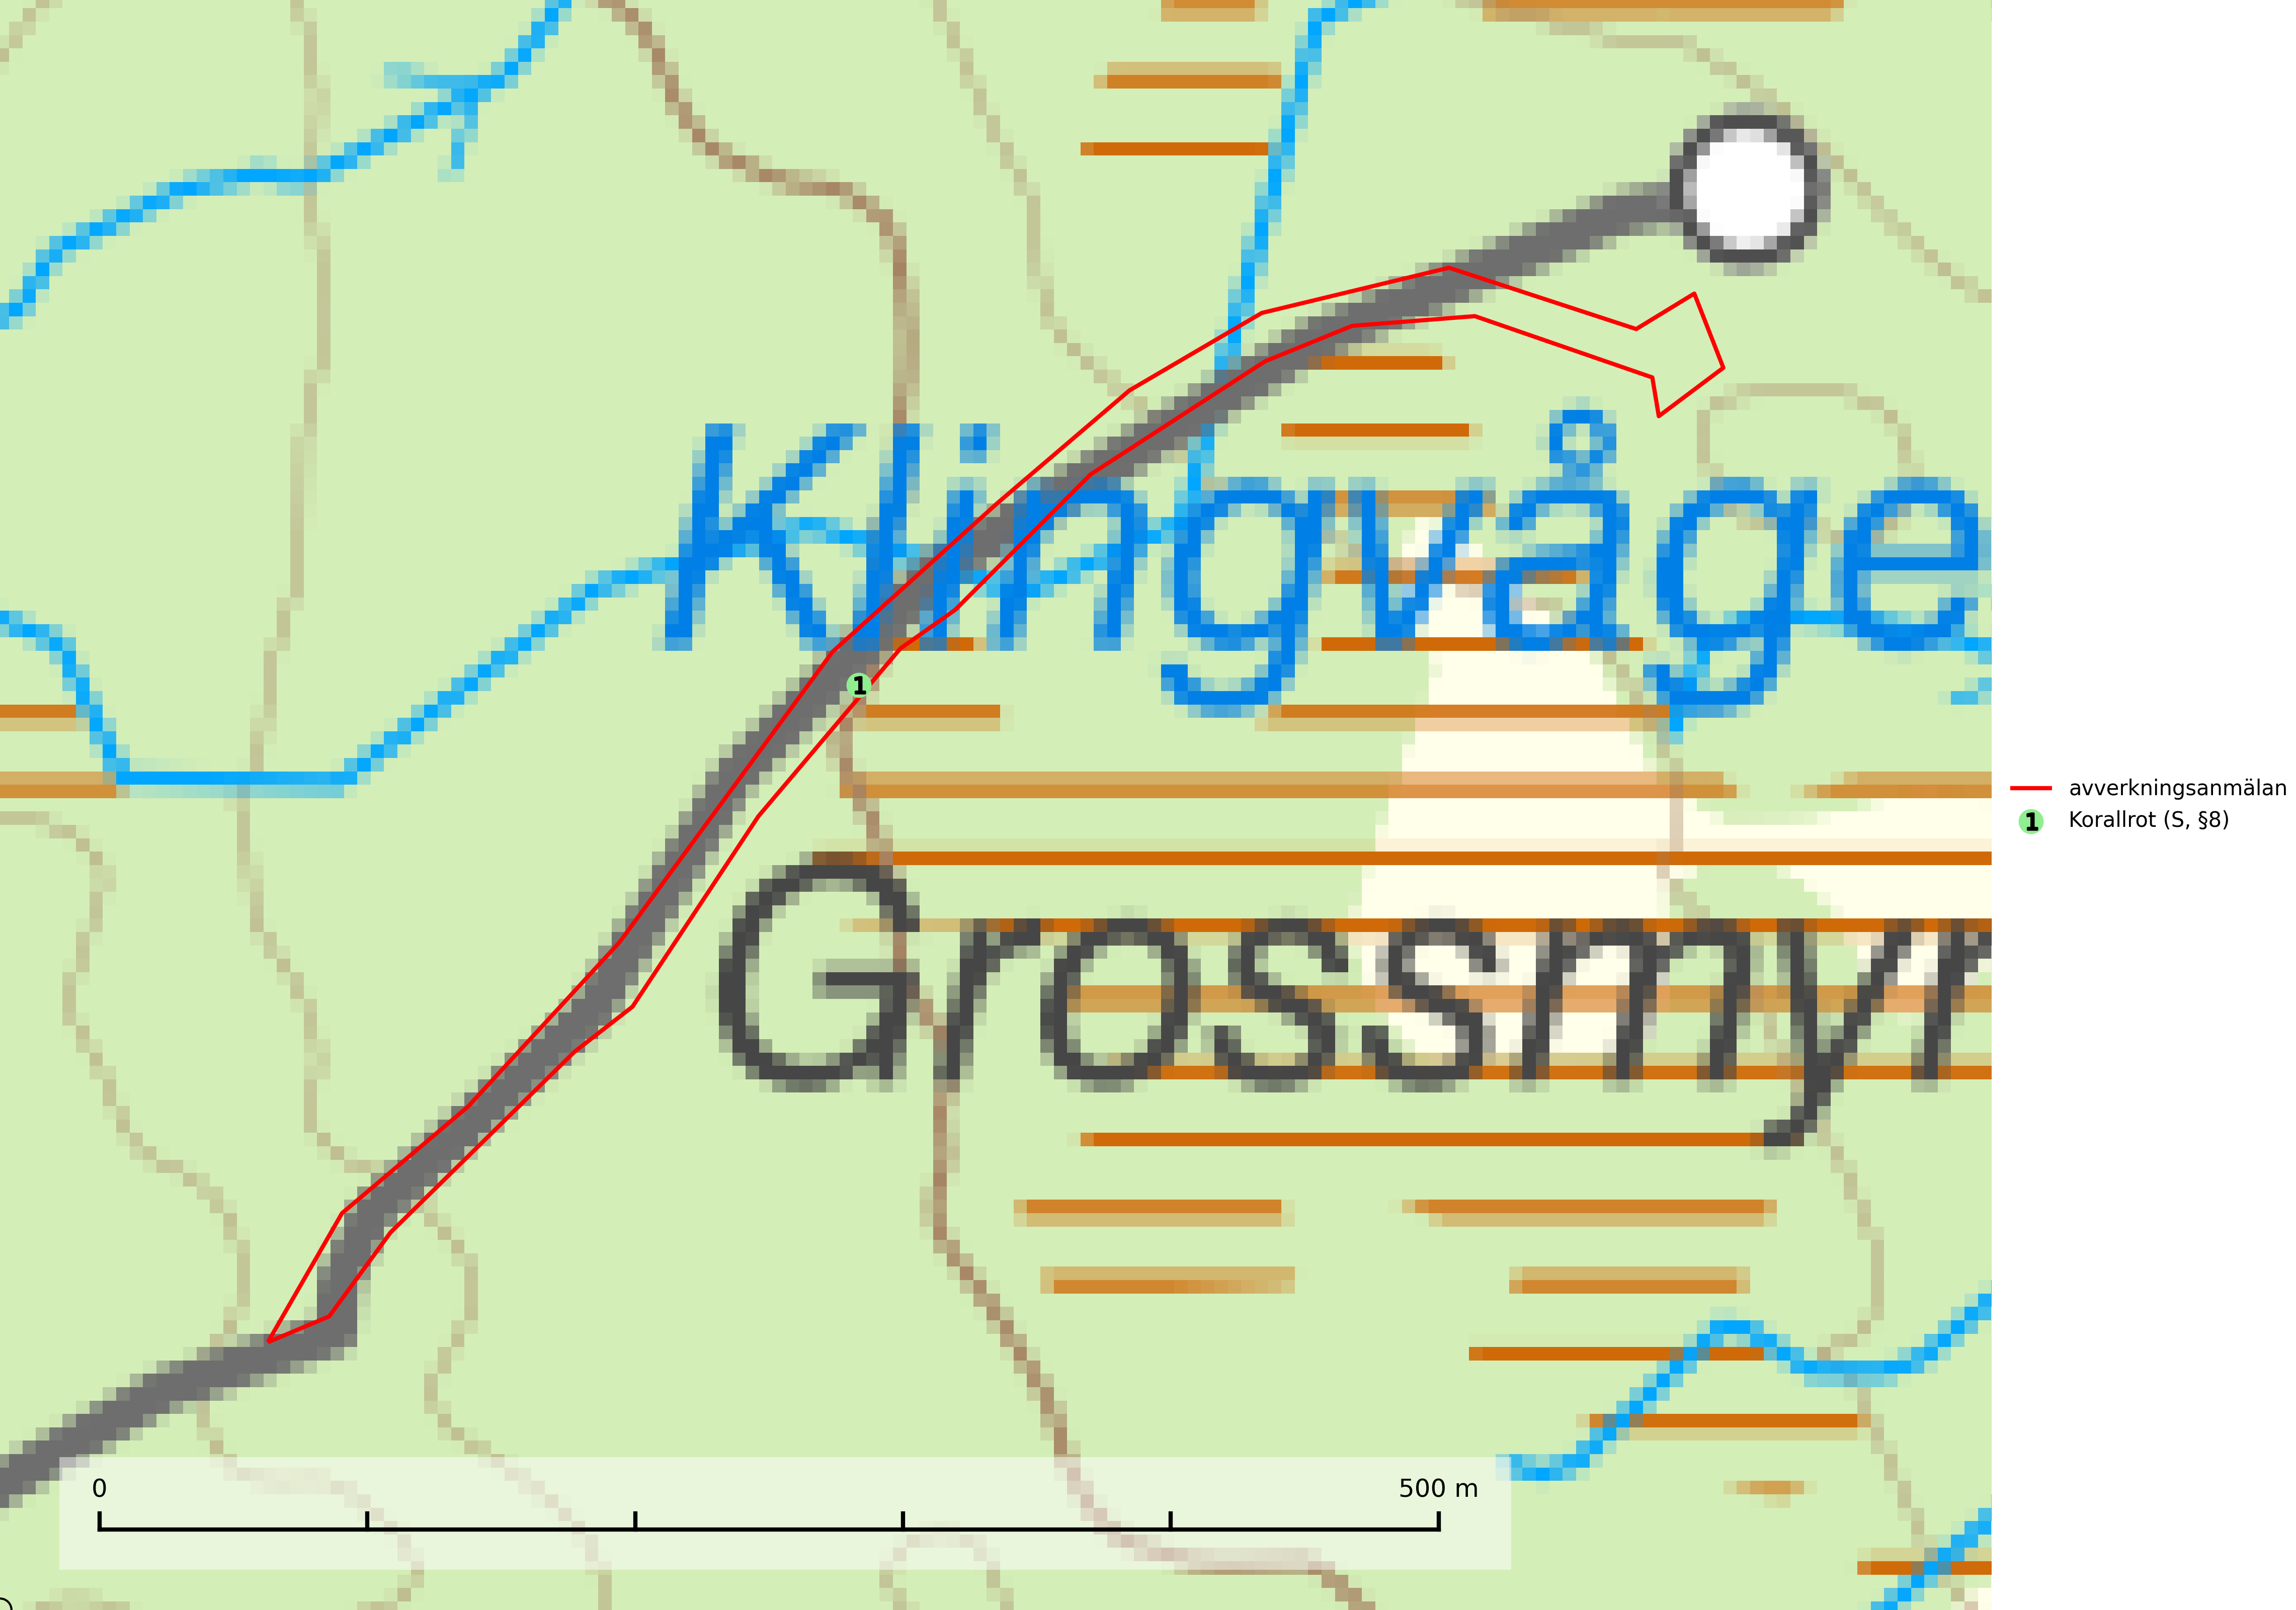 Klingvåge
1
Grossmyr
avverkningsanmälan
1 Korallrot (S, §8)
0 500 m